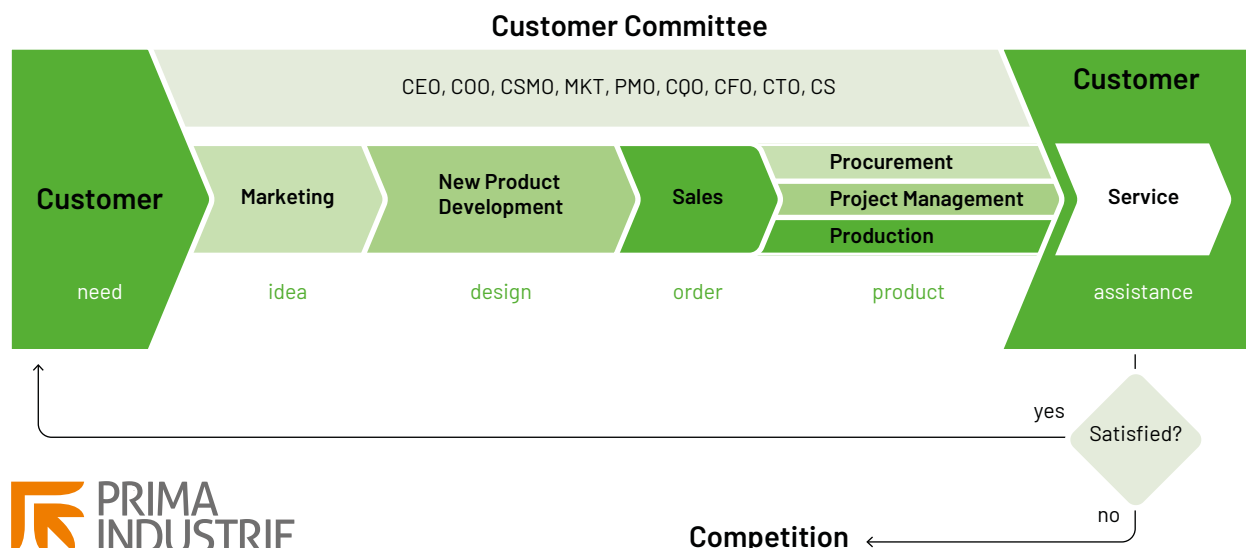 Customer Committee
CEO, COO, CSMO, MKT, PMO, CQO, CFO, CTO, CS
Customer
Customer
Marketing
New Product
Development
Sales
Procurement
Project Management
Production
Service
need
idea
design
order
product
assistance
yes
Satisfied?
no
Competition
PRIMA
INDUSTRIE